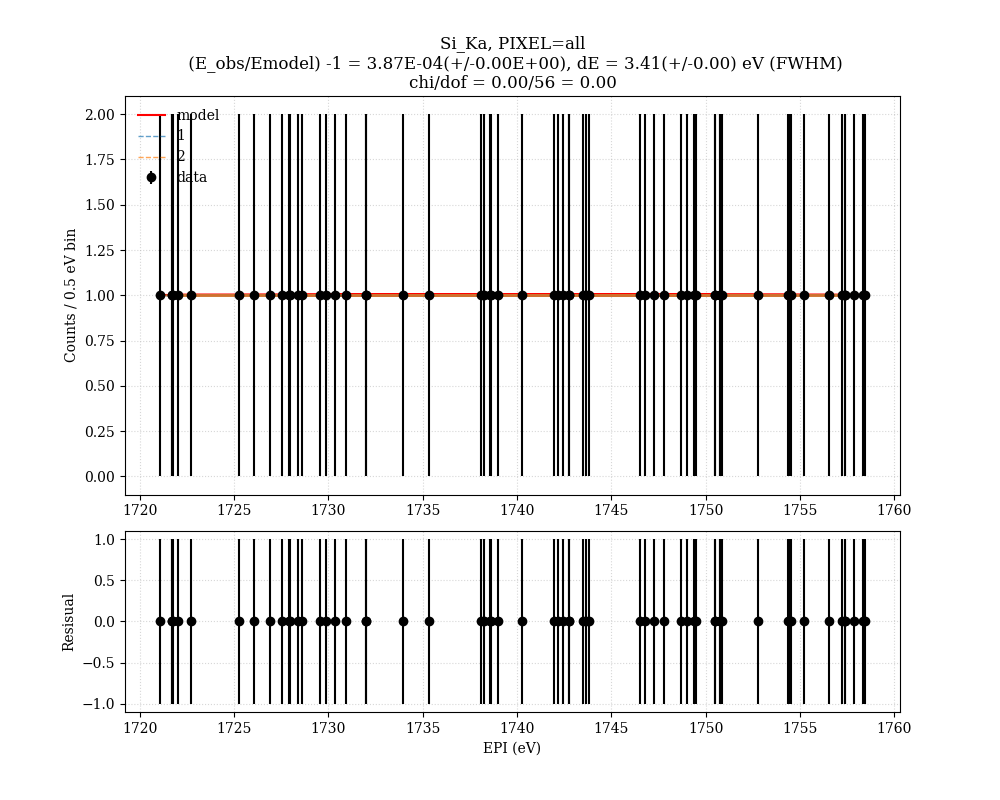 Si_Ka, PIXEL=all
(E_obs/Emodel) -1 = 3.87E-04(+/-0.00E+00), dE = 3.41(+/-0.00) eV (FWHM)
chi/dof = 0.00/56 = 0.00
model
1
2
data
Counts / 0.5 eV bin
2.00
1.75
1.50
1.25
1.00
0.75
0.50
0.25
0.00
1720 1725 1730 1735 1740 1745 1750 1755 1760
Resisual
1.0
0.5
0.0
−0.5
−1.0
1720 1725 1730 1735 1740 1745 1750 1755 1760
EPI (eV)